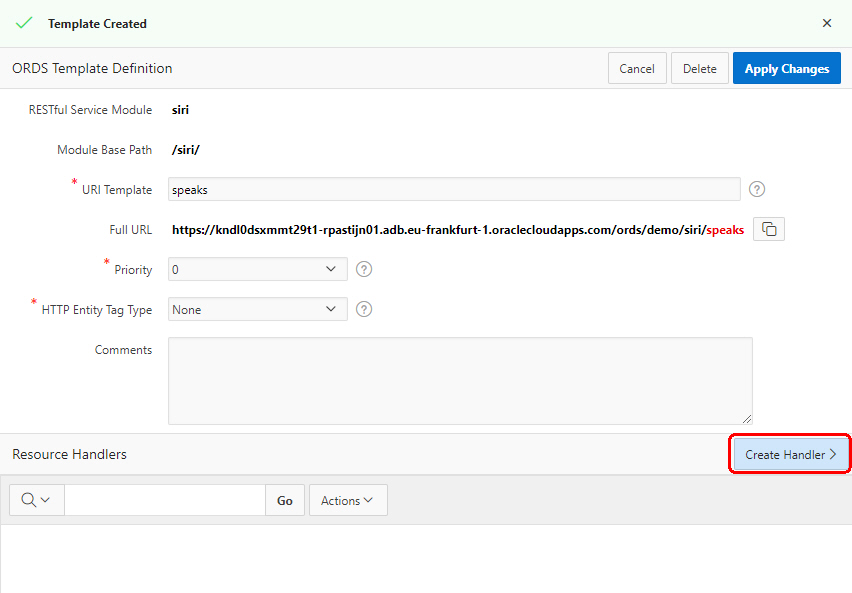 Template Created
ORDS Template Definition
Cancel
Delete
Apply Changes
RESTful Service Module siri
Module Base Path /siri/
* URI Template speaks
Full URL https://kndl0dsxmmt29t1-rpastijn01.adb.eu-frankfurt-1.oraclecloudapps.com/ords/demo/siri/speaks
* Priority 0
* HTTP Entity Tag Type None
Comments
Resource Handlers
Create Handler
Go
Actions